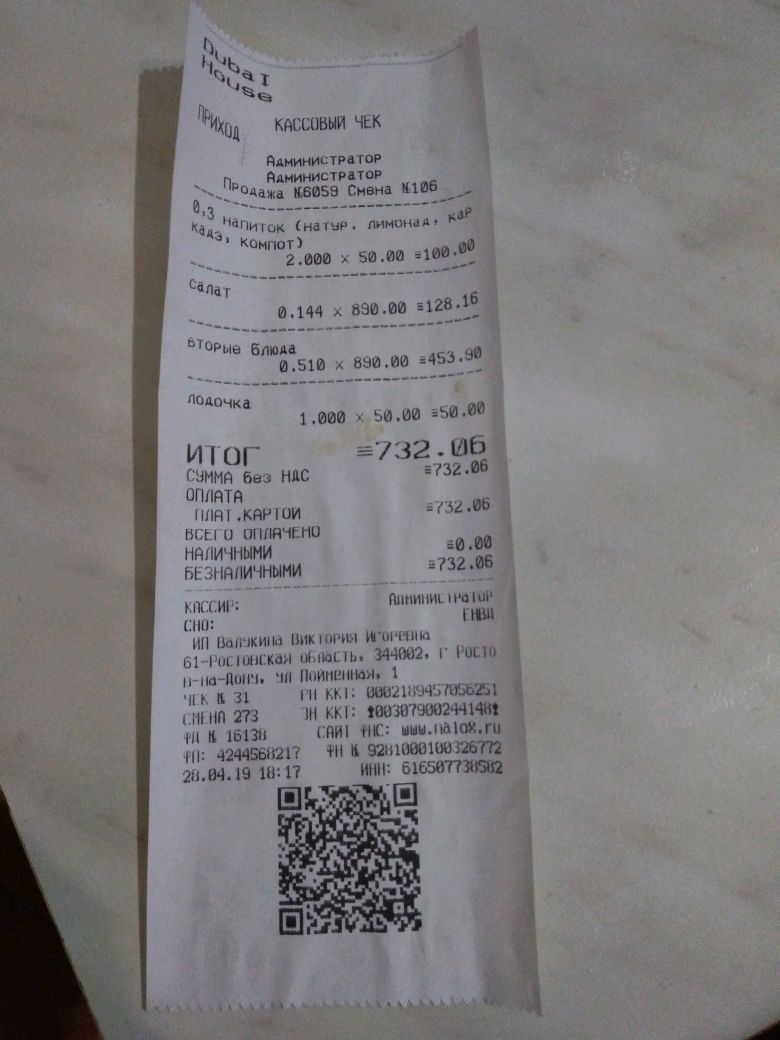 Dubai
House
ПРИХОД КАССОВЫЙ ЧЕК
Администратор
Администратор
Продажа №6059 Смена №106
0,3 напиток (натур. лимонад, кар
кадэ, компот)
2.000 x 50.00 ≡100.00
салат
0.144 x 890.00 ≡128.16
вторые блюда
0.510 x 890.00 ≡453.90
лодочка
1.000 x 50.00 ≡50.00
ИТОГ ≡732.06
СУММА без НДС ≡732.06
ОПЛАТА
ПЛАТ.КАРТОЙ ≡732.06
ВСЕГО ОПЛАЧЕНО
НАЛИЧНЫМИ ≡0.00
БЕЗНАЛИЧНЫМИ ≡732.06
КАССИР: Администратор
СНО: ЕНВД
ИП Валукина Виктория Игоревна
61-Ростовская область, 344002, г Росто
в-на-Дону, ул Пойменная, 1
ЧЕК № 31 РН ККТ: 0002189457056251
СМЕНА 273 ЗН ККТ: 00307900244148
ФД № 16138 САЙТ ФНС: www.nalog.ru
ФП: 4244568217 ФН № 9281000100326772
28.04.19 18:17 ИНН: 616507738582